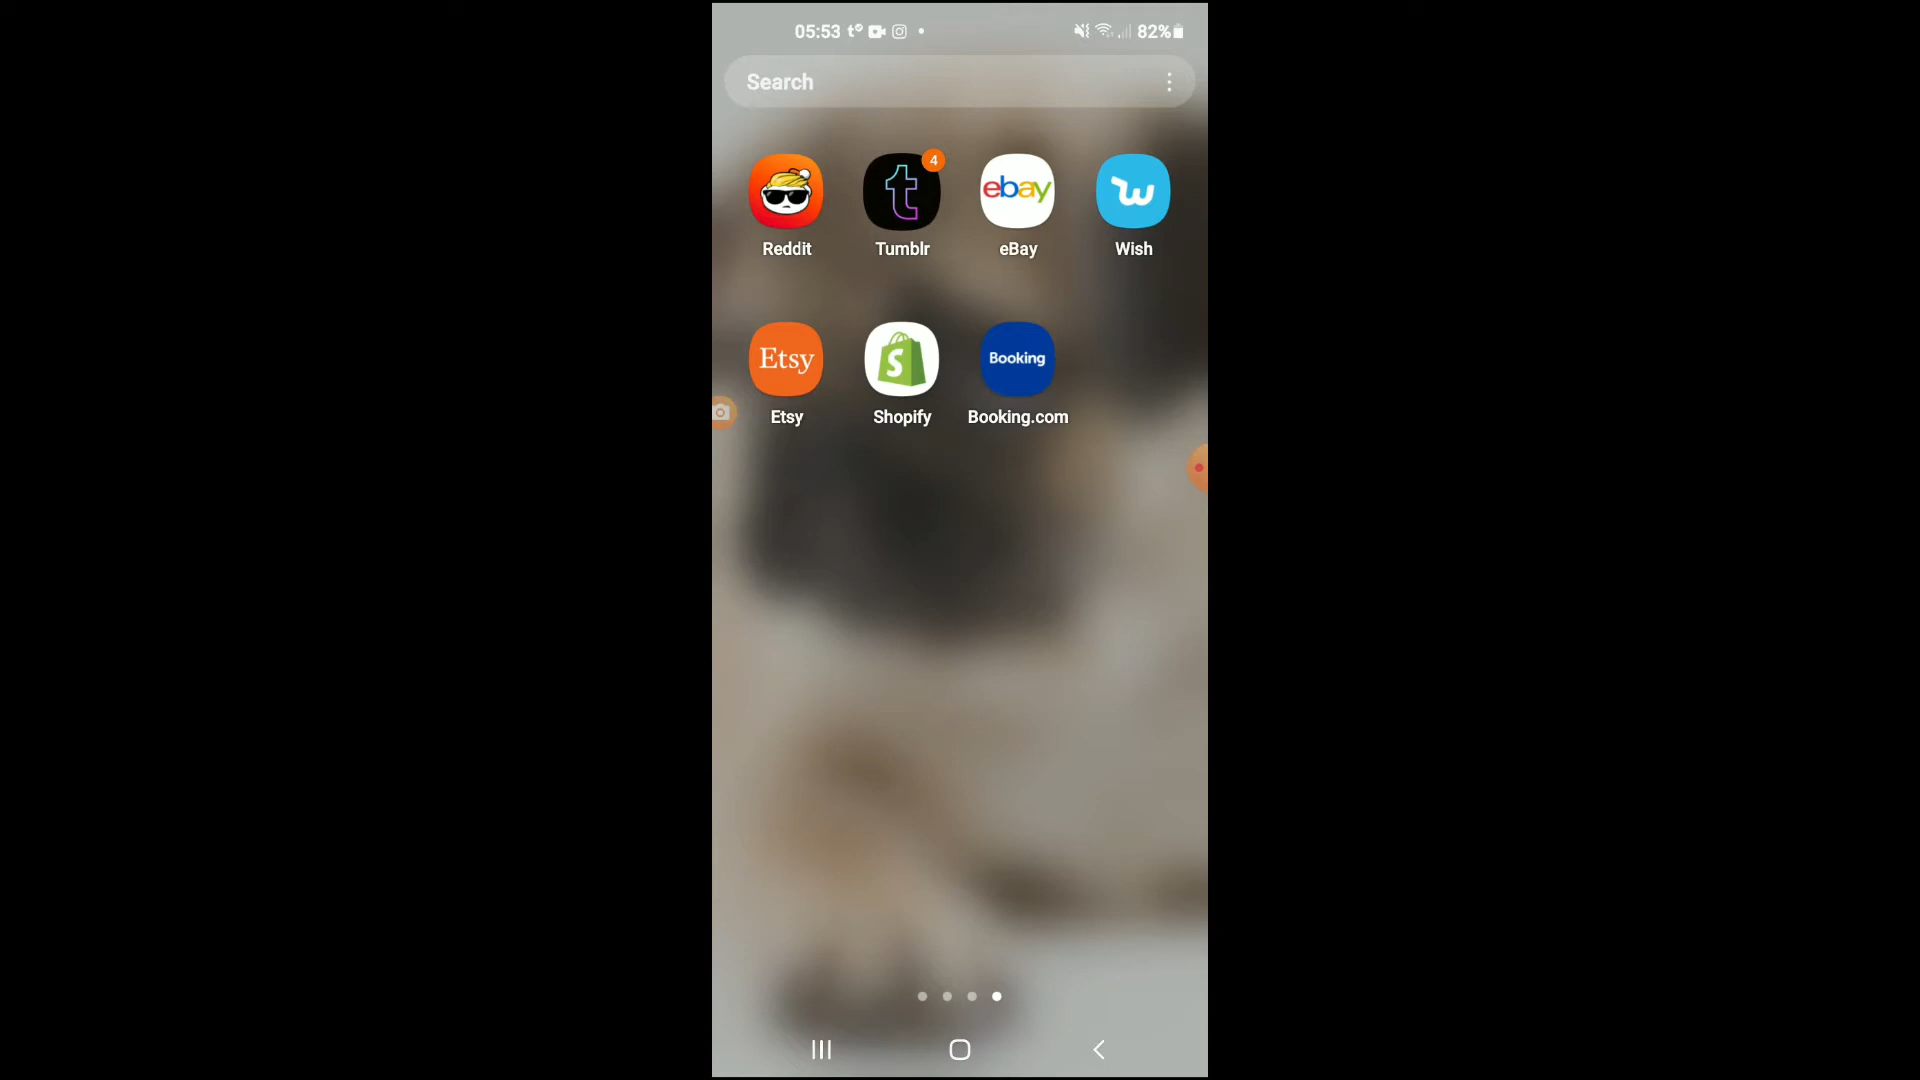 05:53 82%
Search
4
t
ebay
w
Reddit Tumblr eBay Wish
Etsy S Booking
Etsy Shopify Booking.com